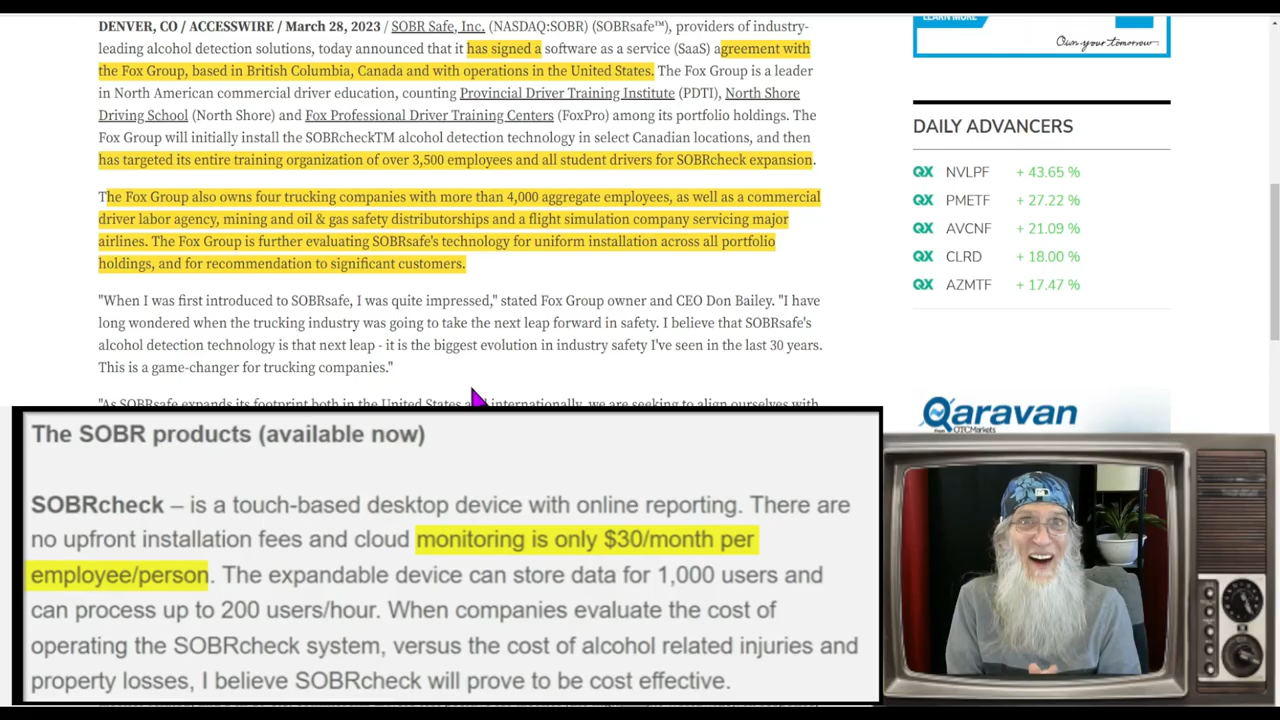 DENVER, CO / ACCESSWIRE / March 28, 2023 / SOBR Safe, Inc. (NASDAQ:SOBR) (SOBRsafe™), providers of industry-
leading alcohol detection solutions, today announced that it has signed a software as a service (SaaS) agreement with
the Fox Group, based in British Columbia, Canada and with operations in the United States. The Fox Group is a leader
in North American commercial driver education, counting Provincial Driver Training Institute (PDTI), North Shore
Driving School (North Shore) and Fox Professional Driver Training Centers (FoxPro) among its portfolio holdings. The
Fox Group will initially install the SOBRcheckTM alcohol detection technology in select Canadian locations, and then
has targeted its entire training organization of over 3,500 employees and all student drivers for SOBRcheck expansion.
The Fox Group also owns four trucking companies with more than 4,000 aggregate employees, as well as a commercial
driver labor agency, mining and oil & gas safety distributorships and a flight simulation company servicing major
airlines. The Fox Group is further evaluating SOBRsafe's technology for uniform installation across all portfolio
holdings, and for recommendation to significant customers.
"When I was first introduced to SOBRsafe, I was quite impressed," stated Fox Group owner and CEO Don Bailey. "I have
long wondered when the trucking industry was going to take the next leap forward in safety. I believe that SOBRsafe's
alcohol detection technology is that next leap - it is the biggest evolution in industry safety I've seen in the last 30 years.
This is a game-changer for trucking companies."
"As SOBRsafe expands its footprint both in the United States internationally, we are seeking to align ourselves with
LEARN MORE
Own your tomorrow
DAILY ADVANCERS
QX NVLPF + 43.65 %
QX PMETF + 27.22 %
QX AVCNF + 21.09 %
QX CLRD + 18.00 %
QX AZMTF + 17.47 %
Qaravan
from OTCMarkets
The SOBR products (available now)
SOBRcheck – is a touch-based desktop device with online reporting. There are
no upfront installation fees and cloud monitoring is only $30/month per
employee/person. The expandable device can store data for 1,000 users and
can process up to 200 users/hour. When companies evaluate the cost of
operating the SOBRcheck system, versus the cost of alcohol related injuries and
property losses, I believe SOBRcheck will prove to be cost effective.